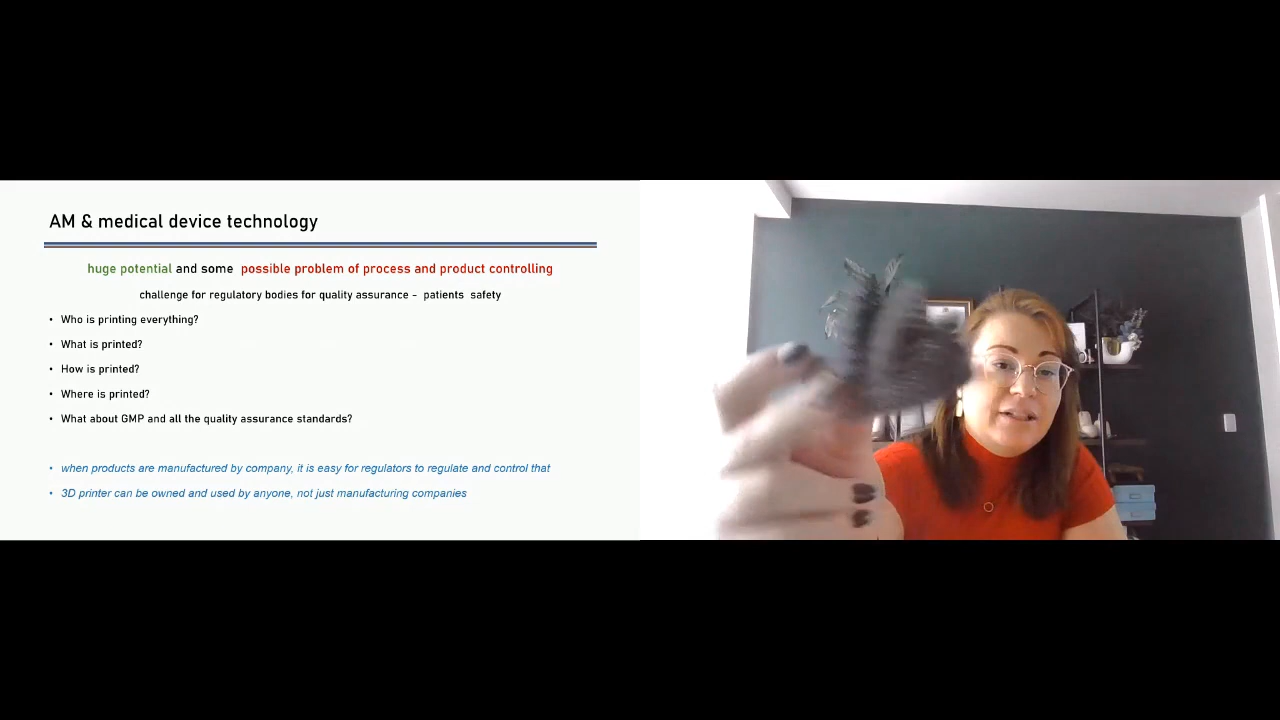 AM & medical device technology
huge potential and some possible problem of process and product controlling
challenge for regulatory bodies for quality assurance - patients safety
• Who is printing everything?
• What is printed?
• How is printed?
• Where is printed?
• What about GMP and all the quality assurance standards?
• when products are manufactured by company, it is easy for regulators to regulate and control that
• 3D printer can be owned and used by anyone, not just manufacturing companies